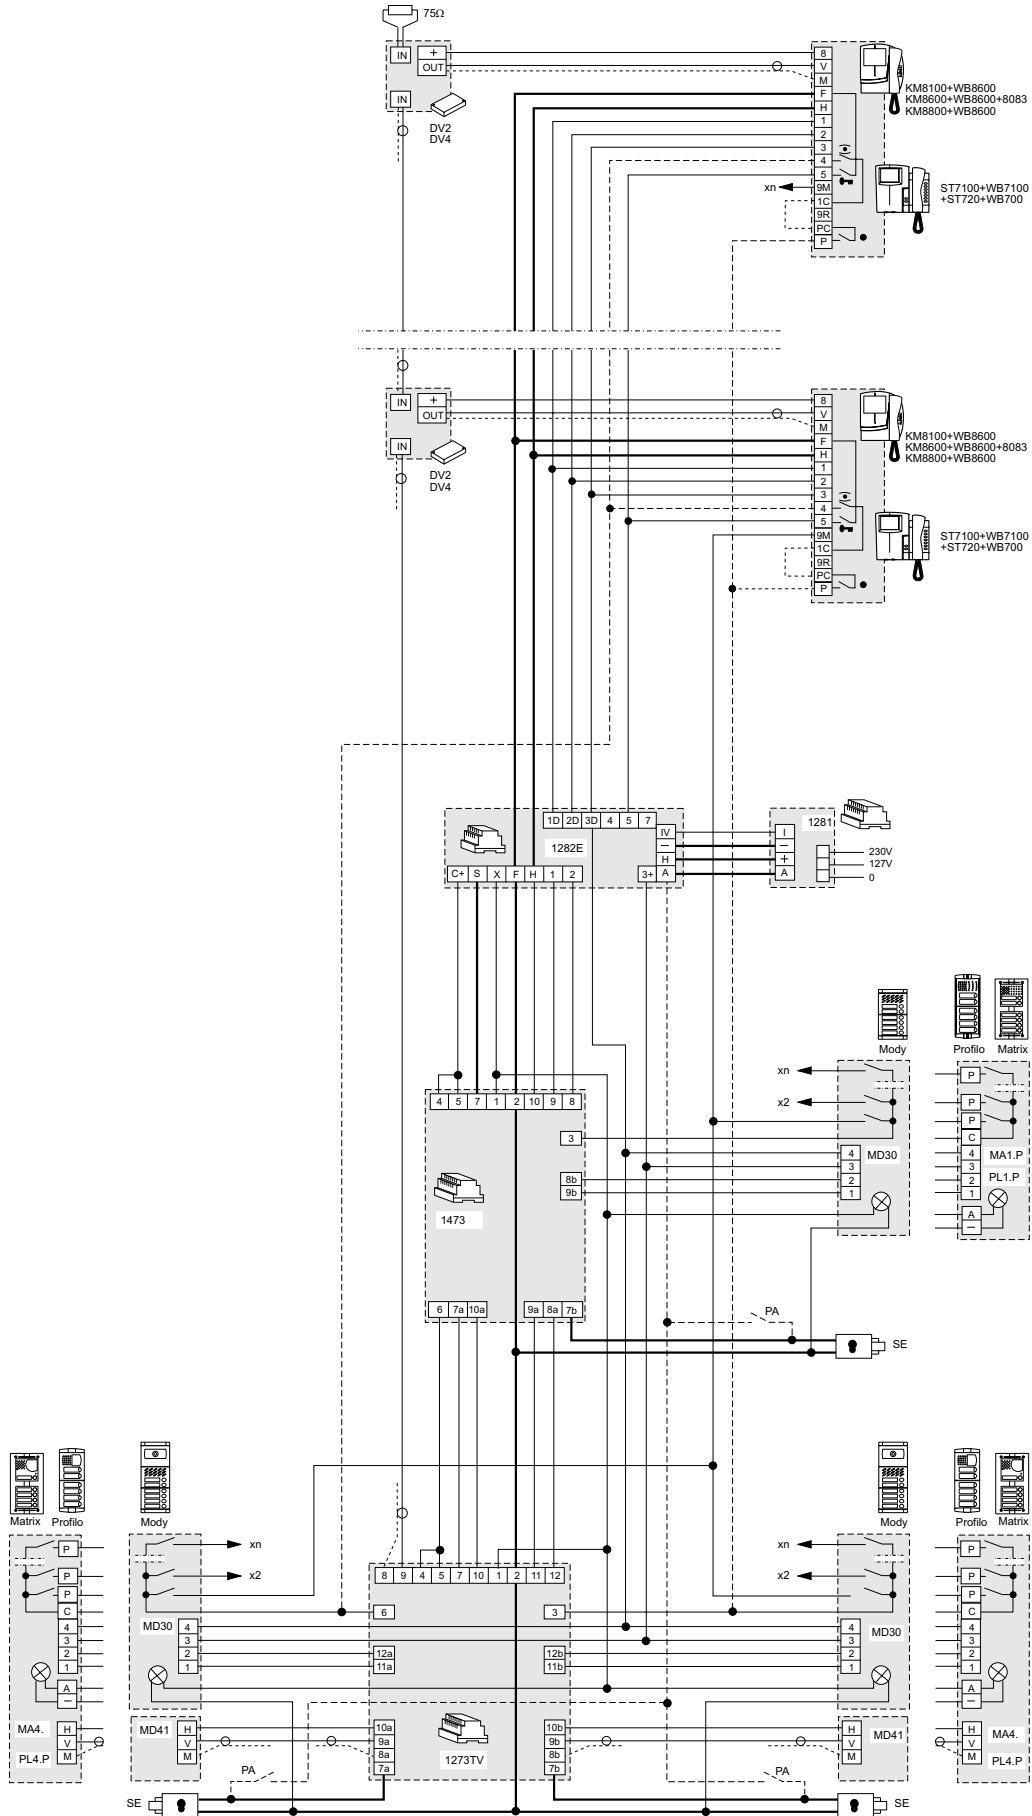 75Ω
IN
+
OUT
IN
DV2
DV4
8
V
M
F
H
1
2
3
4
5
9M
1C
9R
PC
P
xn
KM8100+WB8600
KM8600+WB8600+8083
KM8800+WB8600
ST7100+WB7100
+ST720+WB700
IN
+
OUT
IN
DV2
DV4
8
V
M
F
H
1
2
3
4
5
9M
1C
9R
PC
P
KM8100+WB8600
KM8600+WB8600+8083
KM8800+WB8600
ST7100+WB7100
+ST720+WB700
1D 2D 3D 4 5 7
1282E
IV
–
H
A
C+ S X F H 1 2
3+
1281
I
–
+
A
230V
127V
0
Mody
Profilo
Matrix
xn
x2
MD30
4
3
2
1
P
P
P
C
4
3
2
1
A
–
MA1.P
PL1.P
4 5 7 1 2 10 9 8
3
8b
9b
1473
6 7a 10a
9a 8a 7b
PA
SE
Matrix
Profilo
Mody
Mody
Profilo
Matrix
P
P
P
C
4
3
2
1
A
–
MA4.
H
V
M
PL4.P
xn
x2
MD30
4
3
2
1
MD41
H
V
M
8 9 4 5 7 10 1 2 11 12
6
3
12a
11a
12b
11b
10a
9a
8a
7a
10b
9b
8b
7b
1273TV
xn
x2
MD30
4
3
2
1
H
V
M
MD41
P
P
P
C
4
3
2
1
A
–
H
V
M
MA4.
PL4.P
PA
PA
SE
SE